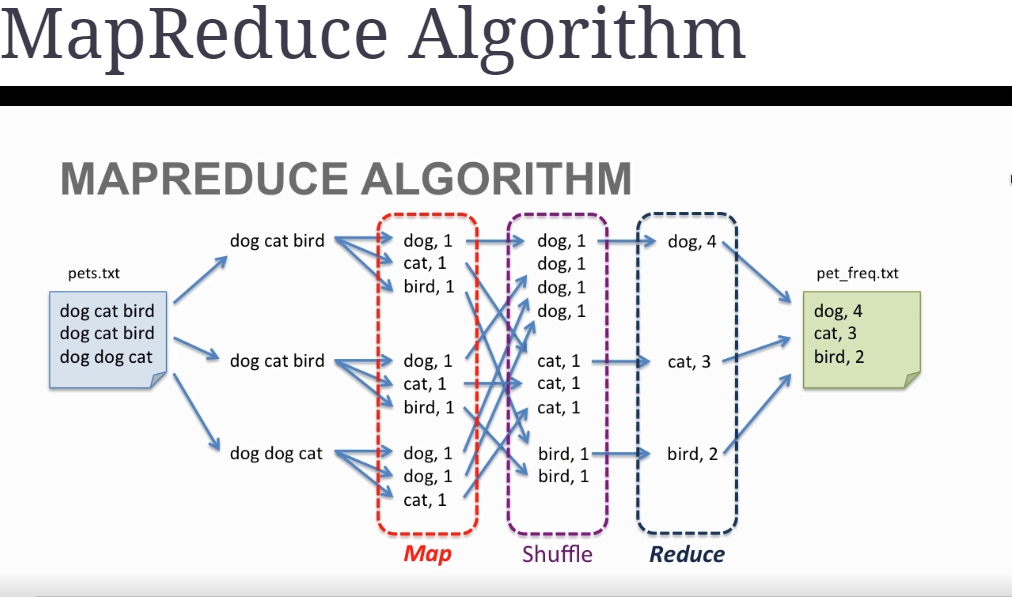 MapReduce Algorithm
MAPREDUCE ALGORITHM
pets.txt
dog cat bird
dog cat bird
dog dog cat
dog cat bird
dog cat bird
dog dog cat
dog, 1
cat, 1
bird, 1
dog, 1
cat, 1
bird, 1
dog, 1
dog, 1
cat, 1
Map
dog, 1
dog, 1
dog, 1
dog, 1
cat, 1
cat, 1
cat, 1
bird, 1
bird, 1
Shuffle
dog, 4
cat, 3
bird, 2
Reduce
pet_freq.txt
dog, 4
cat, 3
bird, 2